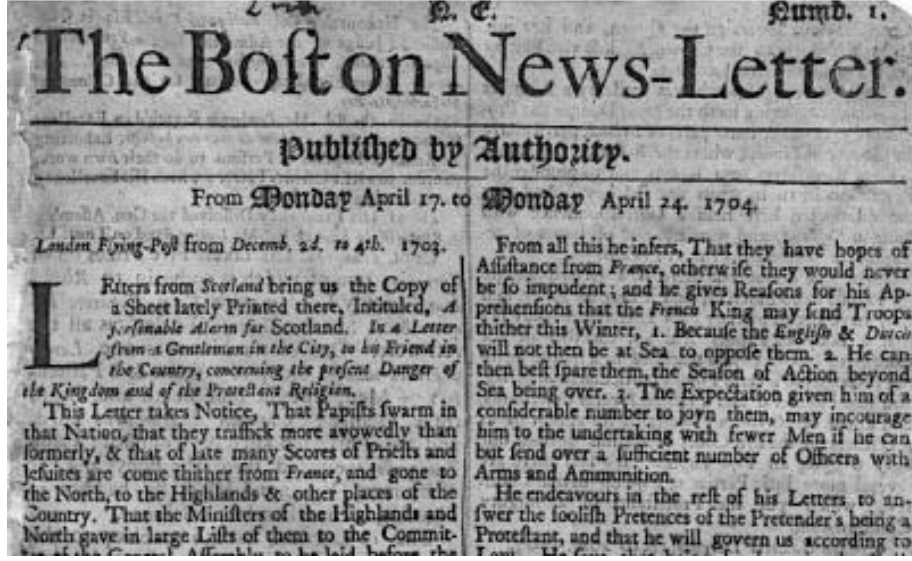 N. E.
Numb. 1.
The Boſton News-Letter.
Publiſhed by Authority.
From Monday April 17. to Monday April 24. 1704.
London Flying-Poſt from Decemb. 2d. to 4th. 1703.
LEtters from Scotland bring us the Copy of
a Sheet lately Printed there, Intituled, A
ſeaſonable Alarm for Scotland. In a Letter
from a Gentleman in the City, to his Friend in
the Country, concerning the preſent Danger of
the Kingdom and of the Proteſtant Religion.
This Letter takes Notice, That Papiſts ſwarm in
that Nation, that they traffick more avowedly than
formerly, & that of late many Scores of Prieſts and
Jeſuites are come thither from France, and gone to
the North, to the Highlands & other places of the
Country. That the Miniſters of the Highlands and
North gave in large Liſts of them to the Commit-
tee of the General Aſſembly, to be laid before the
From all this he infers, That they have hopes of
Aſſiſtance from France, otherwiſe they would never
be ſo impudent; and he gives Reaſons for his Ap-
prehenſions that the French King may ſend Troops
thither this Winter, 1. Becauſe the Engliſh & Dutch
will not then be at Sea to oppoſe them. 2. He can
then beſt ſpare them, the Seaſon of Action beyond
Sea being over. 3. The Expectation given him of a
conſiderable number to joyn them, may incourage
him to the undertaking with fewer Men if he can
but ſend over a ſufficient number of Officers with
Arms and Ammunition.
He endeavours in the reſt of his Letters to an-
ſwer the fooliſh Pretences of the Pretender's being a
Proteſtant, and that he will govern us according to